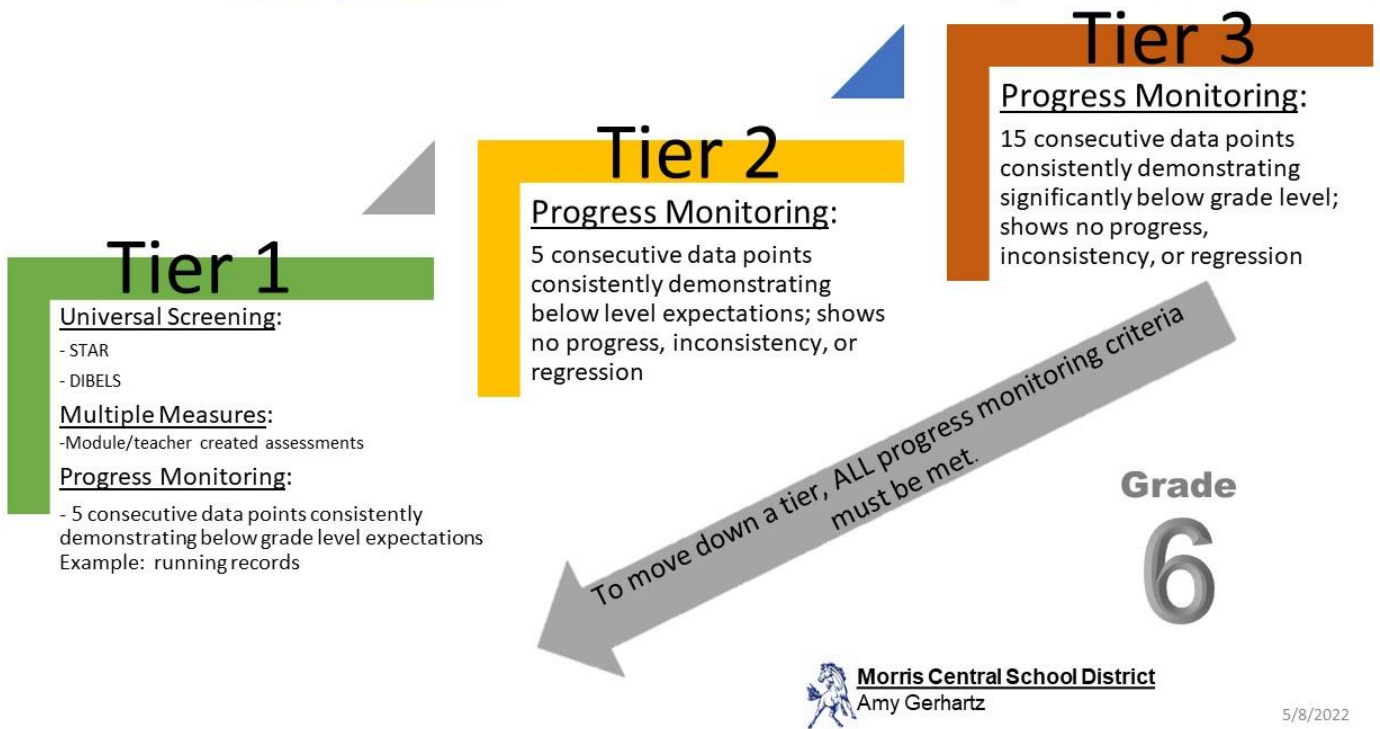 Tier 1
Universal Screening:
- STAR
- DIBELS
Multiple Measures:
-Module/teacher created assessments
Progress Monitoring:
- 5 consecutive data points consistently
demonstrating below grade level expectations
Example: running records
Tier 2
Progress Monitoring:
5 consecutive data points
consistently demonstrating
below level expectations; shows
no progress, inconsistency, or
regression
Tier 3
Progress Monitoring:
15 consecutive data points
consistently demonstrating
significantly below grade level;
shows no progress,
inconsistency, or regression
To move down a tier, ALL progress monitoring criteria
must be met.
Grade
6
Morris Central School District
Amy Gerhartz
5/8/2022